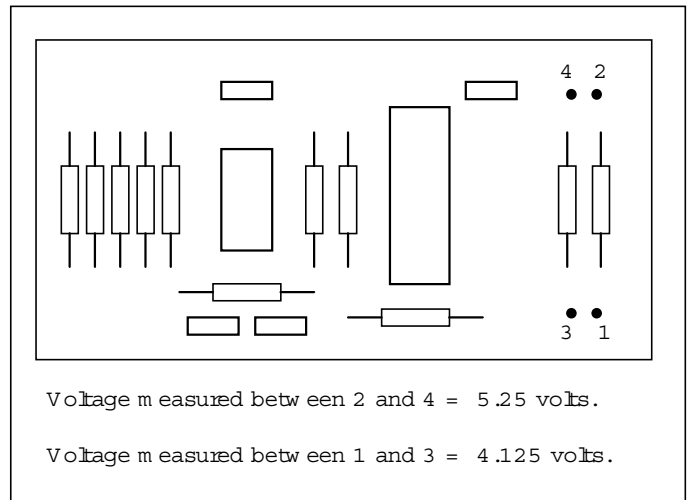 4 2
3 1
Voltage measured between 2 and 4 = 5.25 volts.
Voltage measured between 1 and 3 = 4.125 volts.